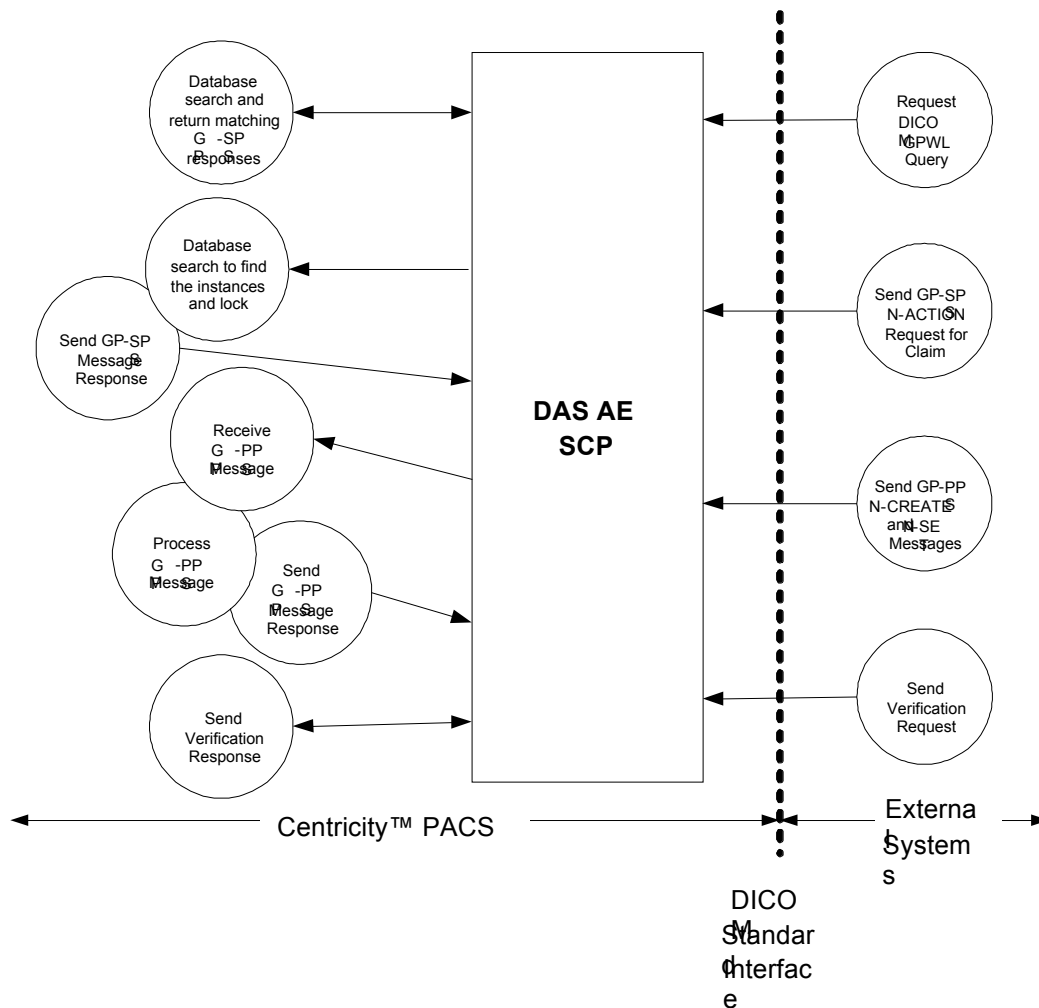 Database
search and
return matching
GP-SPS
responses
Database
search to find
the instances
and lock
Send GP-SPS
Message
Response
Receive
GP-PPS
Message
Process
GP-PPS
Message
Send
GP-PPS
Message
Response
Send
Verification
Response
DAS AE
SCP
Request
DICOM
GPWL
Query
Send GP-SPS
N-ACTION
Request for
Claim
Send GP-PPS
N-CREATE
and
N-SET
Messages
Send
Verification
Request
Centricity™ PACS
External
Systems
DICOM
Standard
Interface